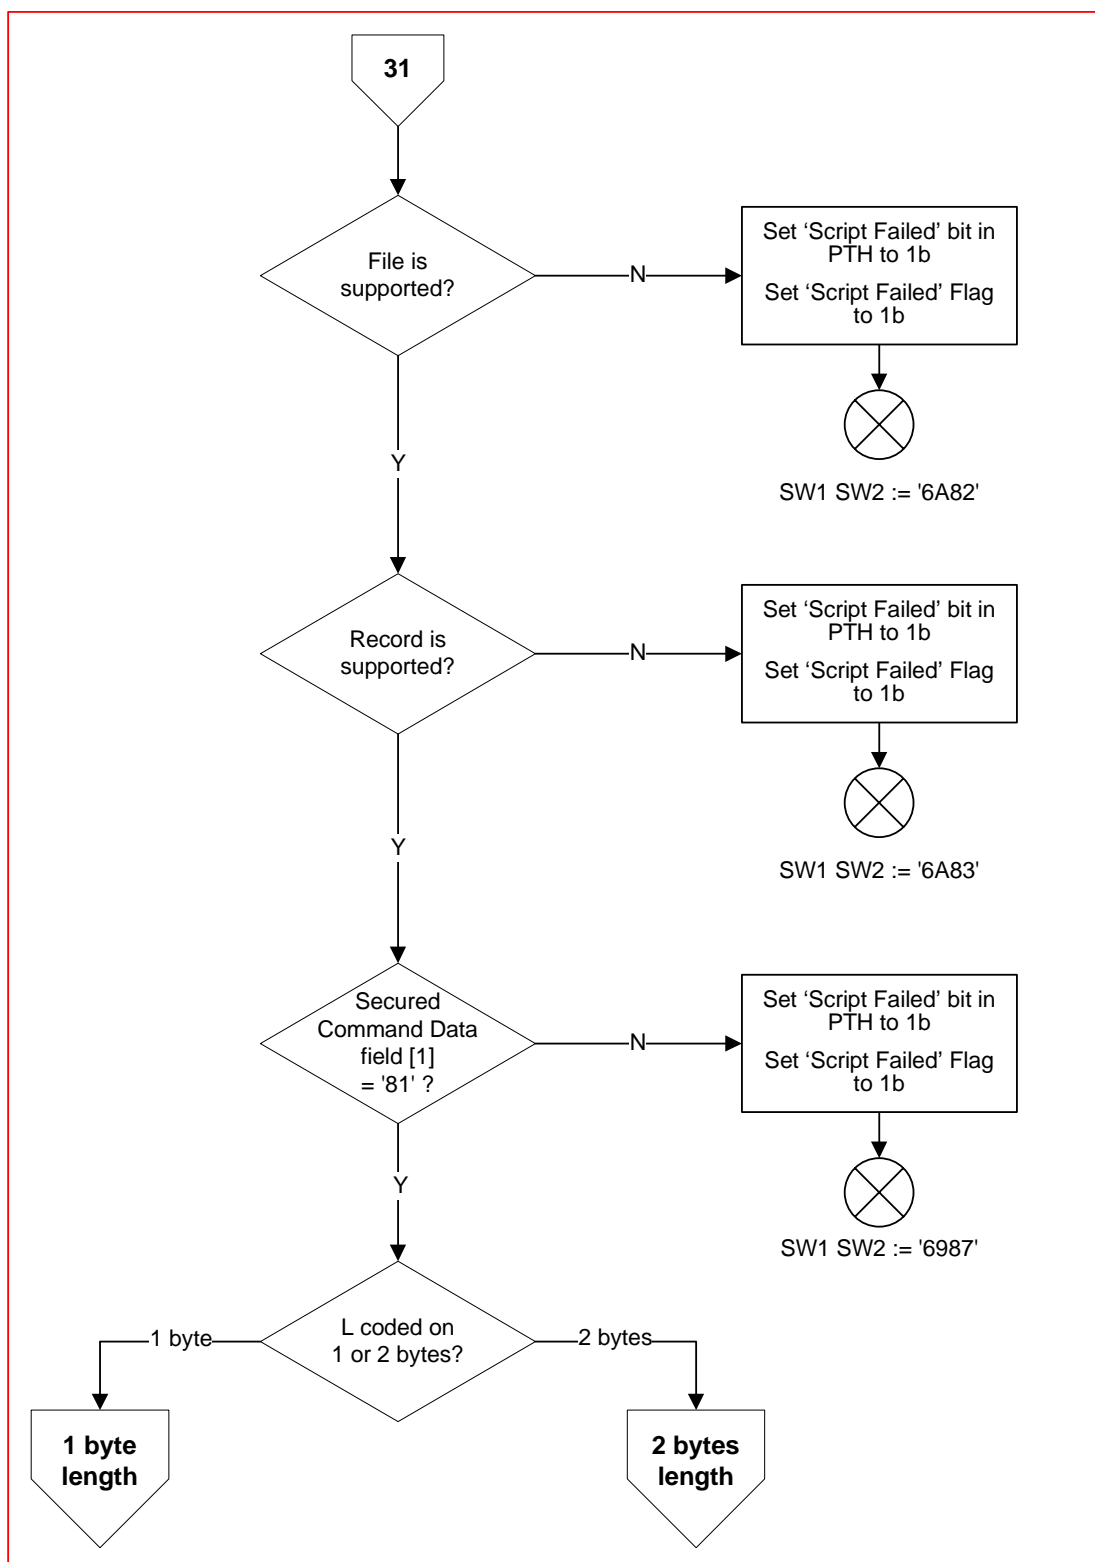 31
File is
supported?
N
Set ‘Script Failed’ bit in
PTH to 1b
Set ‘Script Failed’ Flag
to 1b
SW1 SW2 := '6A82'
Y
Record is
supported?
N
Set ‘Script Failed’ bit in
PTH to 1b
Set ‘Script Failed’ Flag
to 1b
SW1 SW2 := '6A83'
Y
Secured
Command Data
field [1]
= '81' ?
N
Set ‘Script Failed’ bit in
PTH to 1b
Set ‘Script Failed’ Flag
to 1b
SW1 SW2 := '6987'
Y
L coded on
1 or 2 bytes?
1 byte
2 bytes
1 byte
length
2 bytes
length